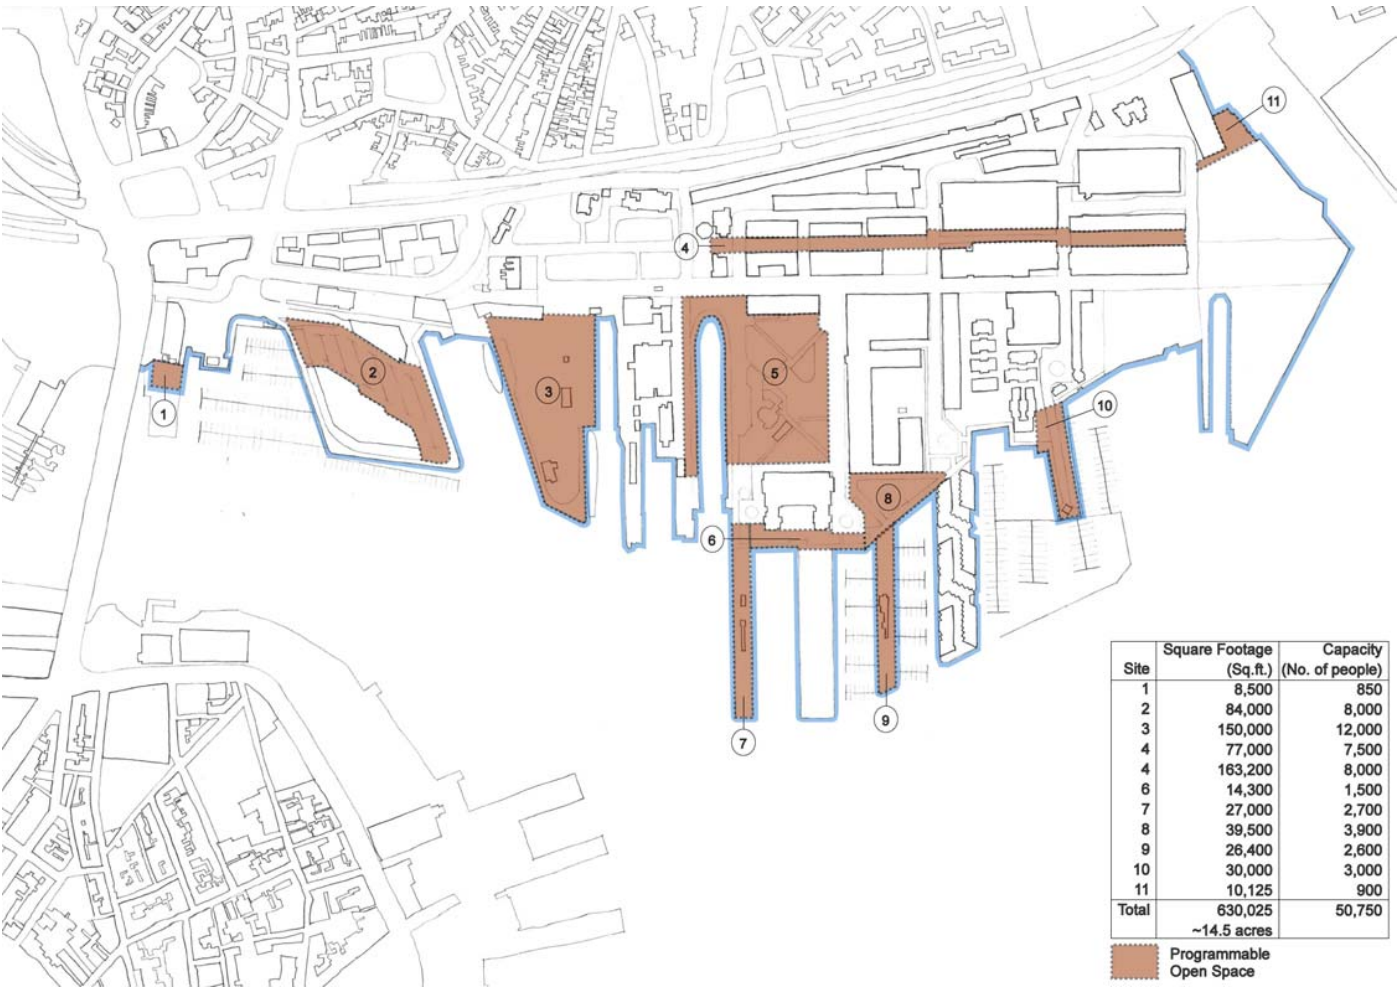 11
4
5
2
3
1
10
8
6
9
7
Square Footage Capacity
Site (Sq.ft.) (No. of people)
1 8,500 850
2 84,000 8,000
3 150,000 12,000
4 77,000 7,500
4 163,200 8,000
6 14,300 1,500
7 27,000 2,700
8 39,500 3,900
9 26,400 2,600
10 30,000 3,000
11 10,125 900
Total 630,025 50,750
~14.5 acres
Programmable
Open Space